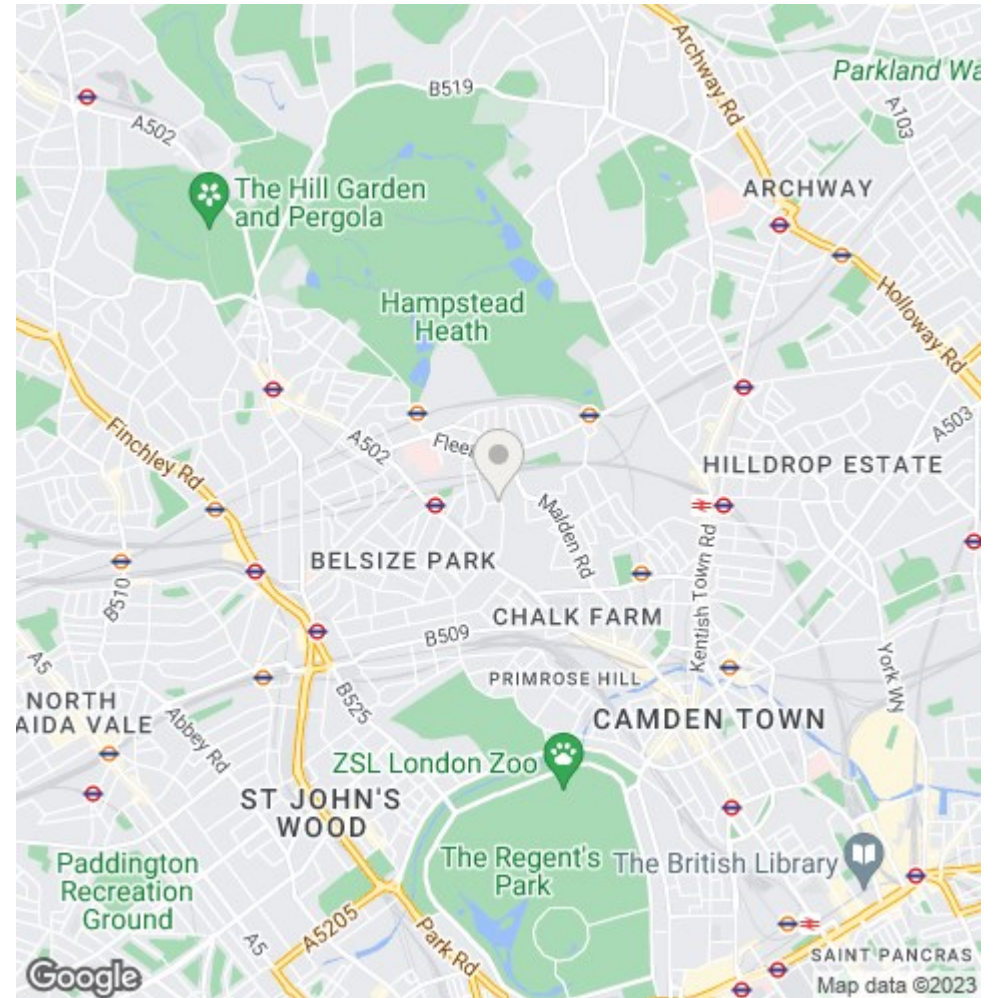 Archway Rd
Parkland Wa
B519
A103
A502
The Hill Garden
and Pergola
ARCHWAY
Hampstead
Heath
Holloway Rd
Finchley Rd
A502
Fleet
A503
HILLDROP ESTATE
Malden Rd
BELSIZE PARK
B510
Kentish Town Rd
CHALK FARM
B509
A5
PRIMROSE HILL
York Wy
NORTH
AIDA VALE
B525
Abbey Rd
CAMDEN TOWN
ZSL London Zoo
ST JOHN'S
WOOD
The Regent's
Park
The British Library
Paddington
Recreation
Ground
A5205
A5
Park Rd
SAINT PANCRAS
Google
Map data ©2023